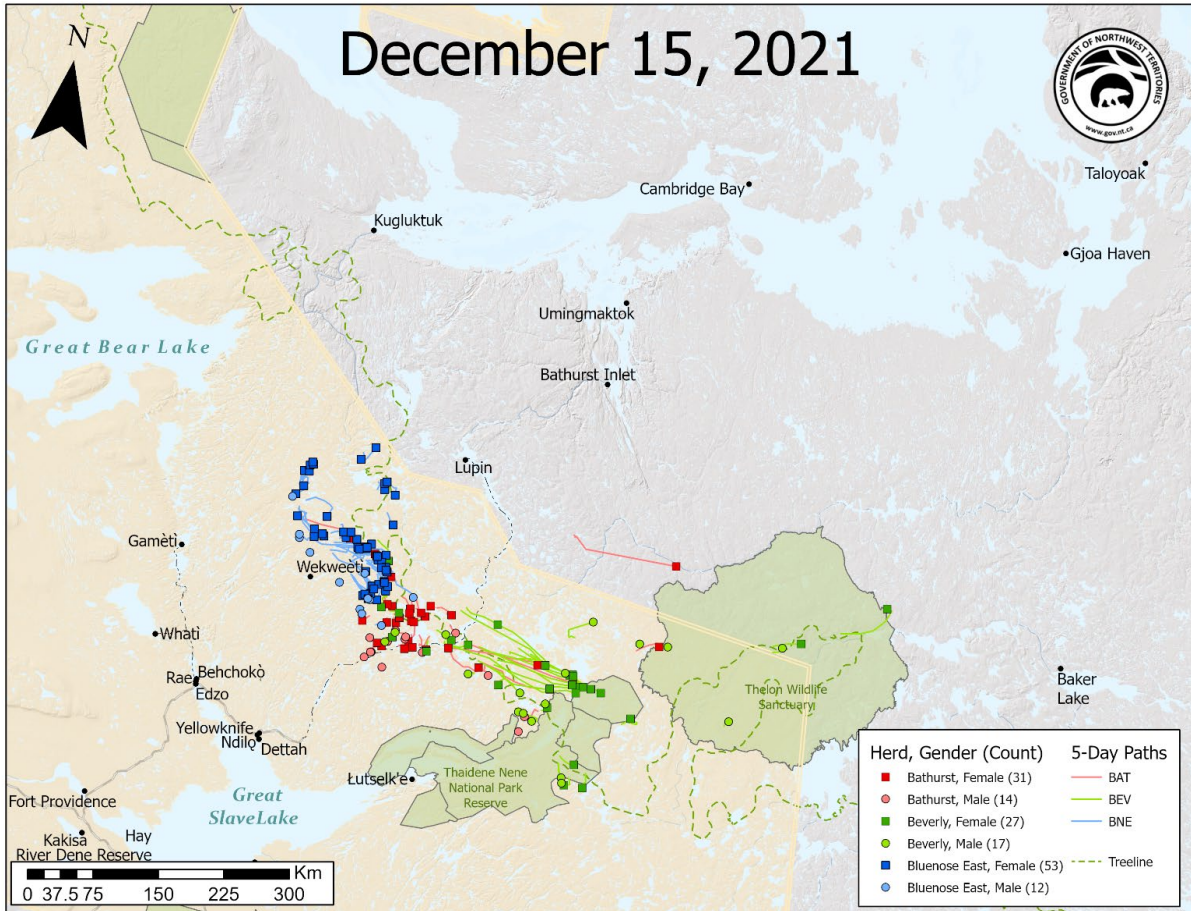 December 15, 2021
N
GOVERNMENT OF NORTHWEST TERRITORIES
www.gov.nt.ca
Taloyoak
Cambridge Bay
Kugluktuk
Gjoa Haven
Umingmaktok
Great Bear Lake
Bathurst Inlet
Lupin
Gamètì
Wekweetì
Whatì
Behchokò
Rae
Edzo
Baker
Lake
Thelon Wildlife
Sanctuary
Yellowknife
Ndilǫ
Dettah
Łutselk'e
Thaidene Nene
National Park
Reserve
Fort Providence
Great
Slave Lake
Kakisa
Hay
River Dene Reserve
Km
0 37.5 75 150 225 300
Herd, Gender (Count)
Bathurst, Female (31)
Bathurst, Male (14)
Beverly, Female (27)
Beverly, Male (17)
Bluenose East, Female (53)
Bluenose East, Male (12)
5-Day Paths
BAT
BEV
BNE
Treeline